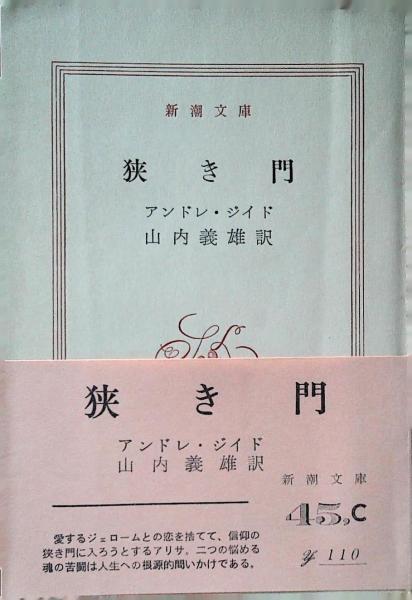 新潮文庫
狭き門
アンドレ・ジイド
山内義雄訳
狭き門
アンドレ・ジイド
山内義雄訳
新潮文庫
45,C
愛するジェロームとの恋を捨てて、信仰の
狭き門に入ろうとするアリサ。二つの悩める
魂の苦闘は人生への根源的問いかけである。
¥ 110